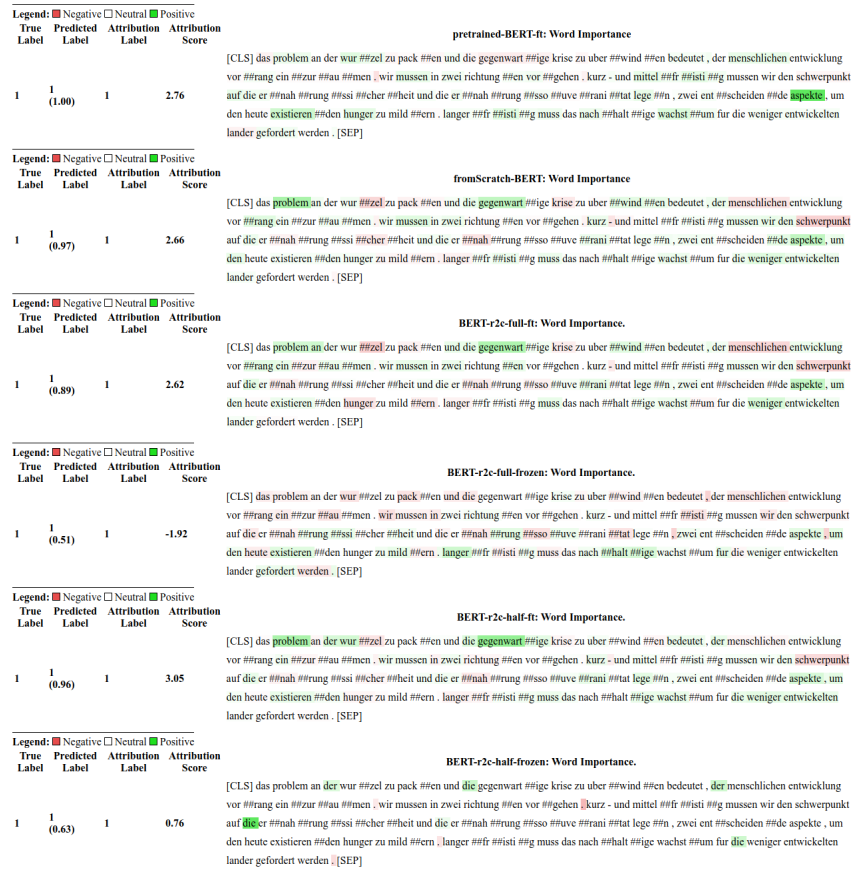 Legend: Negative Neutral Positive
True Label Predicted Label Attribution Label Attribution Score
pretrained-BERT-ft: Word Importance
1 1 (1.00) 1 2.76
[CLS] das problem an der wur ##zel zu pack ##en und die gegenwart ##ige krise zu uber ##wind ##en bedeutet , der menschlichen entwicklung
vor ##rang ein ##zur ##au ##men . wir mussen in zwei richtung ##en vor ##gehen . kurz - und mittel ##fr ##isti ##g mussen wir den schwerpunkt
auf die er ##nah ##rung ##ssi ##cher ##heit und die er ##nah ##rung ##sso ##uve ##rani ##tat lege ##n , zwei ent ##scheiden ##de aspekte , um
den heute existieren ##den hunger zu mild ##ern . langer ##fr ##isti ##g muss das nach ##halt ##ige wachst ##um fur die weniger entwickelten
lander gefordert werden . [SEP]
Legend: Negative Neutral Positive
True Label Predicted Label Attribution Label Attribution Score
fromScratch-BERT: Word Importance
1 1 (0.97) 1 2.66
[CLS] das problem an der wur ##zel zu pack ##en und die gegenwart ##ige krise zu uber ##wind ##en bedeutet , der menschlichen entwicklung
vor ##rang ein ##zur ##au ##men . wir mussen in zwei richtung ##en vor ##gehen . kurz - und mittel ##fr ##isti ##g mussen wir den schwerpunkt
auf die er ##nah ##rung ##ssi ##cher ##heit und die er ##nah ##rung ##sso ##uve ##rani ##tat lege ##n , zwei ent ##scheiden ##de aspekte , um
den heute existieren ##den hunger zu mild ##ern . langer ##fr ##isti ##g muss das nach ##halt ##ige wachst ##um fur die weniger entwickelten
lander gefordert werden . [SEP]
Legend: Negative Neutral Positive
True Label Predicted Label Attribution Label Attribution Score
BERT-r2c-full-ft: Word Importance.
1 1 (0.89) 1 2.62
[CLS] das problem an der wur ##zel zu pack ##en und die gegenwart ##ige krise zu uber ##wind ##en bedeutet , der menschlichen entwicklung
vor ##rang ein ##zur ##au ##men . wir mussen in zwei richtung ##en vor ##gehen . kurz - und mittel ##fr ##isti ##g mussen wir den schwerpunkt
auf die er ##nah ##rung ##ssi ##cher ##heit und die er ##nah ##rung ##sso ##uve ##rani ##tat lege ##n , zwei ent ##scheiden ##de aspekte , um
den heute existieren ##den hunger zu mild ##ern . langer ##fr ##isti ##g muss das nach ##halt ##ige wachst ##um fur die weniger entwickelten
lander gefordert werden . [SEP]
Legend: Negative Neutral Positive
True Label Predicted Label Attribution Label Attribution Score
BERT-r2c-full-frozen: Word Importance.
1 1 (0.51) 1 -1.92
[CLS] das problem an der wur ##zel zu pack ##en und die gegenwart ##ige krise zu uber ##wind ##en bedeutet , der menschlichen entwicklung
vor ##rang ein ##zur ##au ##men . wir mussen in zwei richtung ##en vor ##gehen . kurz - und mittel ##fr ##isti ##g mussen wir den schwerpunkt
auf die er ##nah ##rung ##ssi ##cher ##heit und die er ##nah ##rung ##sso ##uve ##rani ##tat lege ##n , zwei ent ##scheiden ##de aspekte , um
den heute existieren ##den hunger zu mild ##ern . langer ##fr ##isti ##g muss das nach ##halt ##ige wachst ##um fur die weniger entwickelten
lander gefordert werden . [SEP]
Legend: Negative Neutral Positive
True Label Predicted Label Attribution Label Attribution Score
BERT-r2c-half-ft: Word Importance.
1 1 (0.96) 1 3.05
[CLS] das problem an der wur ##zel zu pack ##en und die gegenwart ##ige krise zu uber ##wind ##en bedeutet , der menschlichen entwicklung
vor ##rang ein ##zur ##au ##men . wir mussen in zwei richtung ##en vor ##gehen . kurz - und mittel ##fr ##isti ##g mussen wir den schwerpunkt
auf die er ##nah ##rung ##ssi ##cher ##heit und die er ##nah ##rung ##sso ##uve ##rani ##tat lege ##n , zwei ent ##scheiden ##de aspekte , um
den heute existieren ##den hunger zu mild ##ern . langer ##fr ##isti ##g muss das nach ##halt ##ige wachst ##um fur die weniger entwickelten
lander gefordert werden . [SEP]
Legend: Negative Neutral Positive
True Label Predicted Label Attribution Label Attribution Score
BERT-r2c-half-frozen: Word Importance.
1 1 (0.63) 1 0.76
[CLS] das problem an der wur ##zel zu pack ##en und die gegenwart ##ige krise zu uber ##wind ##en bedeutet , der menschlichen entwicklung
vor ##rang ein ##zur ##au ##men . wir mussen in zwei richtung ##en vor ##gehen . kurz - und mittel ##fr ##isti ##g mussen wir den schwerpunkt
auf die er ##nah ##rung ##ssi ##cher ##heit und die er ##nah ##rung ##sso ##uve ##rani ##tat lege ##n , zwei ent ##scheiden ##de aspekte , um
den heute existieren ##den hunger zu mild ##ern . langer ##fr ##isti ##g muss das nach ##halt ##ige wachst ##um fur die weniger entwickelten
lander gefordert werden . [SEP]